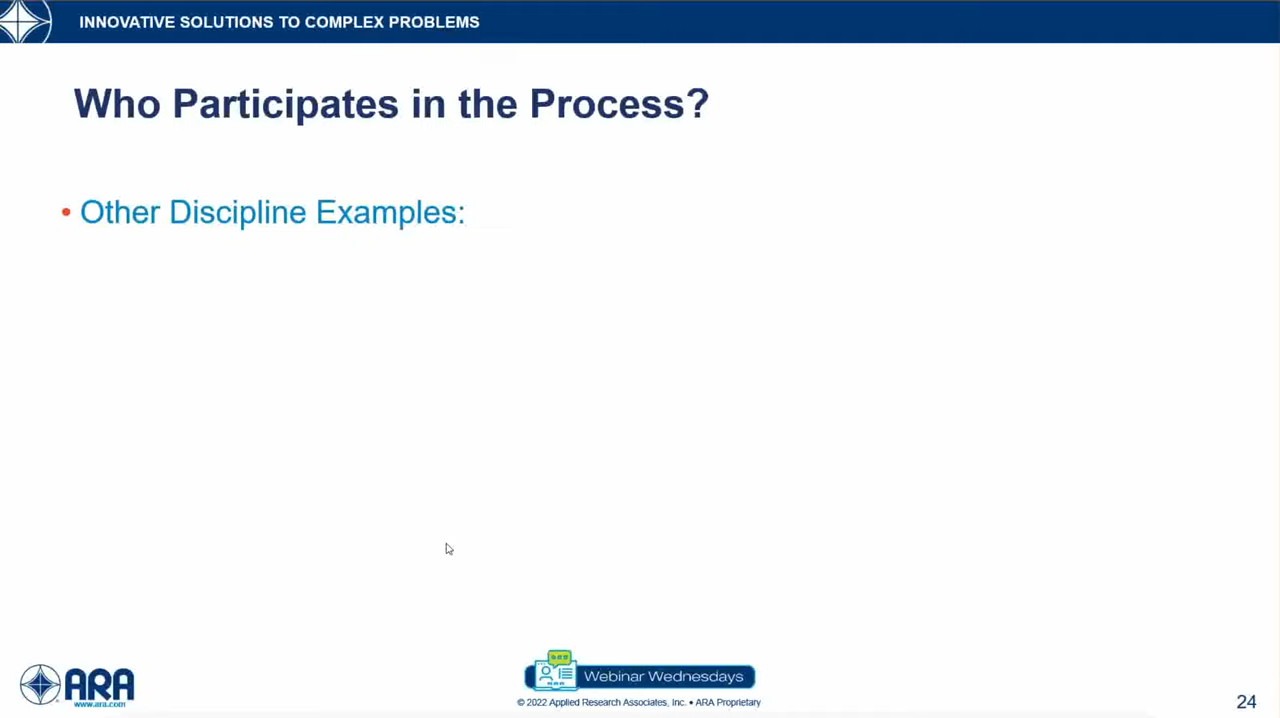 INNOVATIVE SOLUTIONS TO COMPLEX PROBLEMS
Who Participates in the Process?
• Other Discipline Examples:
ARA
www.ara.com
Webinar Wednesdays
© 2022 Applied Research Associates, Inc. • ARA Proprietary
24